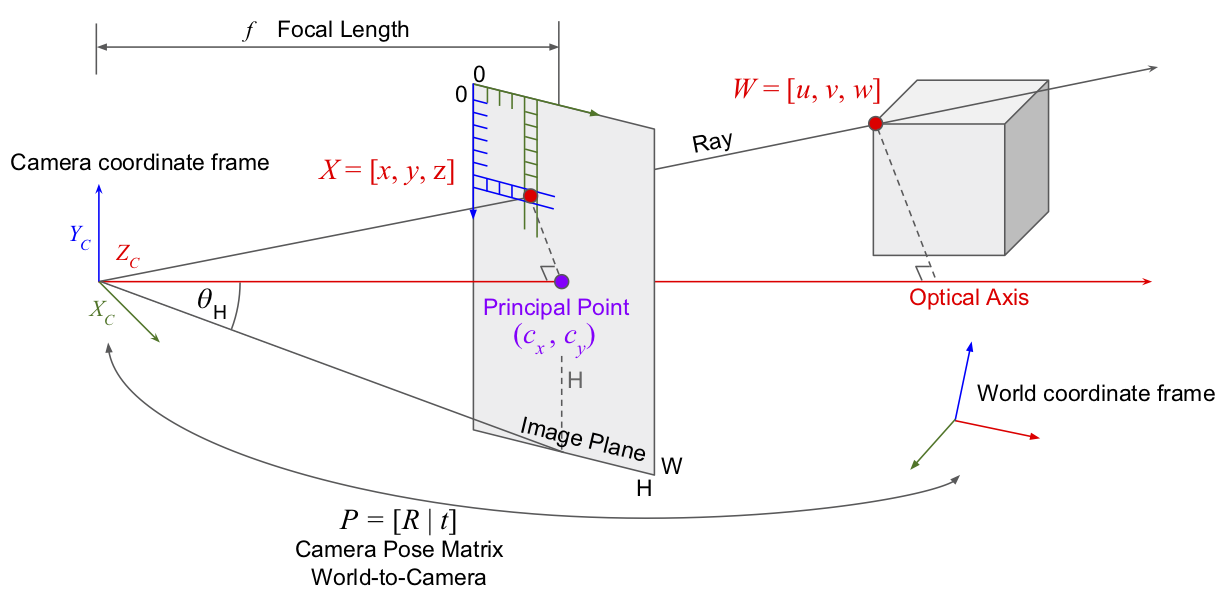 f Focal Length
0
0
W = [u, v, w]
Ray
Camera coordinate frame
X = [x, y, z]
Y_C
Z_C
X_C
θ_H
Principal Point
(c_x, c_y)
Optical Axis
H
World coordinate frame
Image Plane
W
H
P = [R | t]
Camera Pose Matrix
World-to-Camera